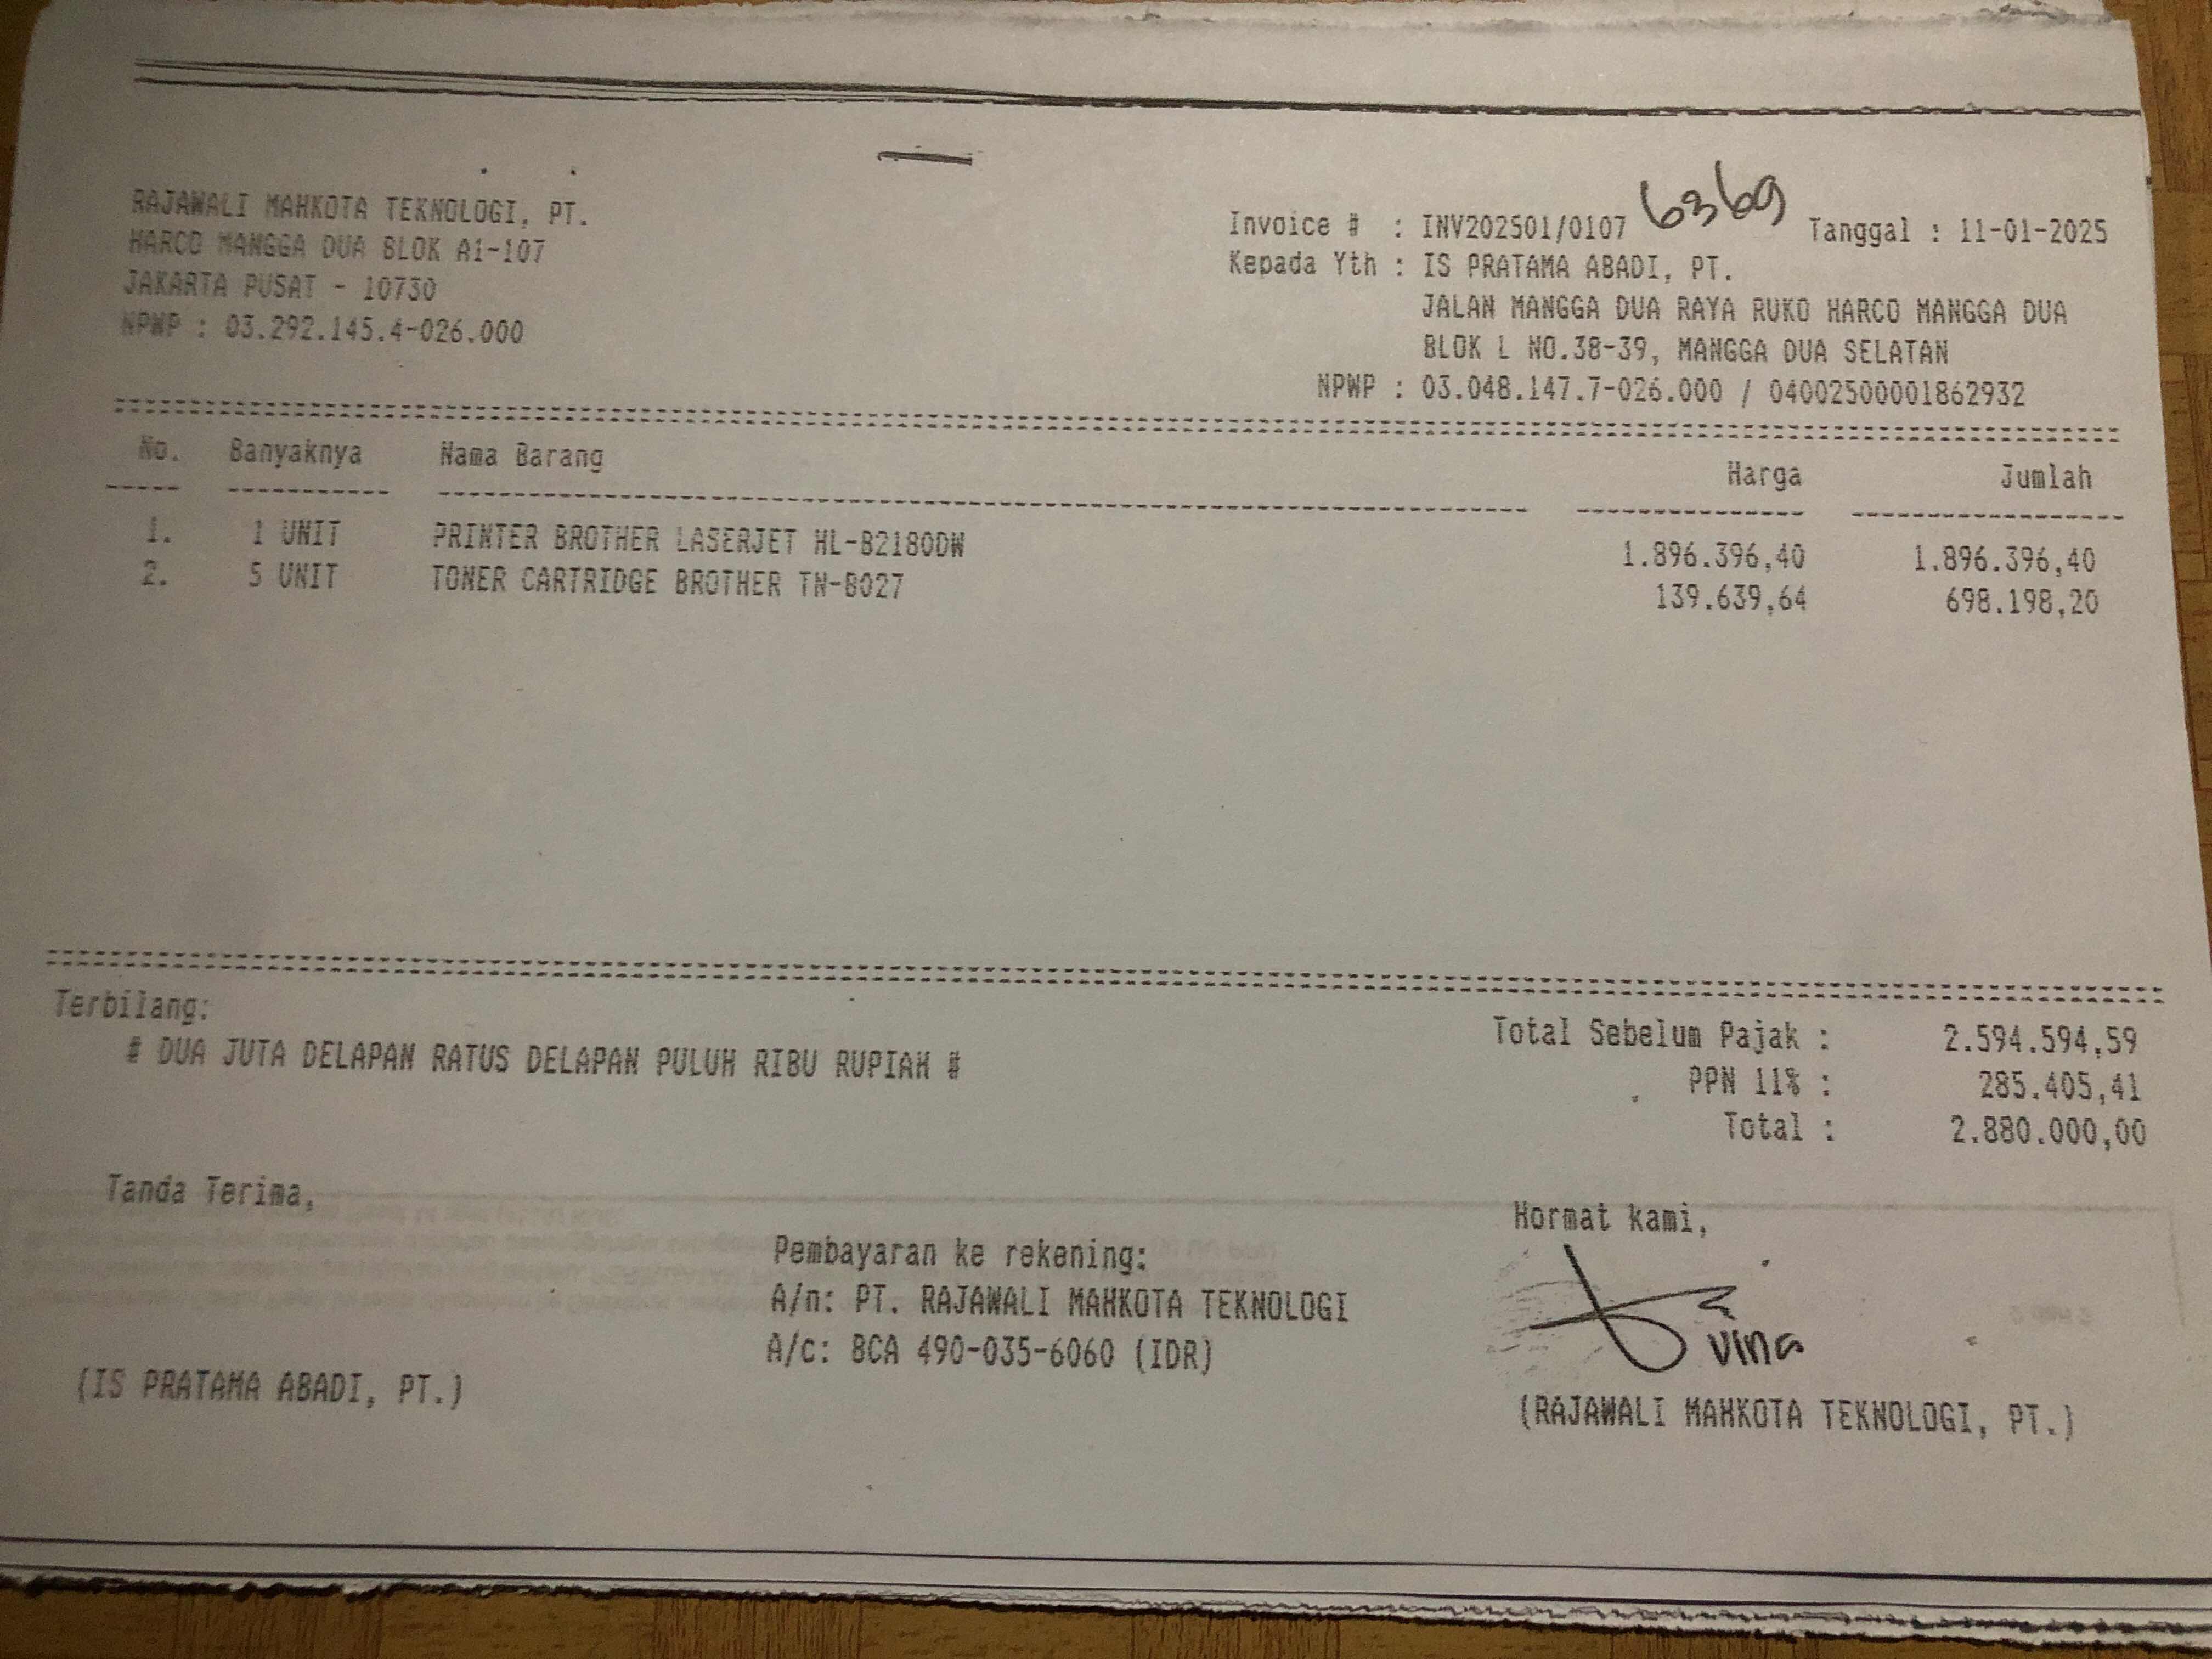 RAJAWALI MAHKOTA TEKNOLOGI, PT.
HARCO MANGGA DUA BLOK A1-107
JAKARTA PUSAT - 10730
NPWP : 03.292.145.4-026.000
Invoice # : INV202501/0107 6369 Tanggal : 11-01-2025
Kepada Yth : IS PRATAMA ABADI, PT.
JALAN MANGGA DUA RAYA RUKO HARCO MANGGA DUA
BLOK L NO.38-39, MANGGA DUA SELATAN
NPWP : 03.048.147.7-026.000 / 04002500001862932
No. Banyaknya Nama Barang Harga Jumlah
1. 1 UNIT PRINTER BROTHER LASERJET HL-B2180DW 1.896.396,40 1.896.396,40
2. 5 UNIT TONER CARTRIDGE BROTHER TN-B027 139.639,64 698.198,20
Terbilang:
# DUA JUTA DELAPAN RATUS DELAPAN PULUH RIBU RUPIAH #
Total Sebelum Pajak : 2.594.594,59
PPN 11% : 285.405,41
Total : 2.880.000,00
Tanda Terima,
(IS PRATAMA ABADI, PT.)
Pembayaran ke rekening:
A/n: PT. RAJAWALI MAHKOTA TEKNOLOGI
A/c: BCA 490-035-6060 (IDR)
Hormat kami,
Vina
(RAJAWALI MAHKOTA TEKNOLOGI, PT.)